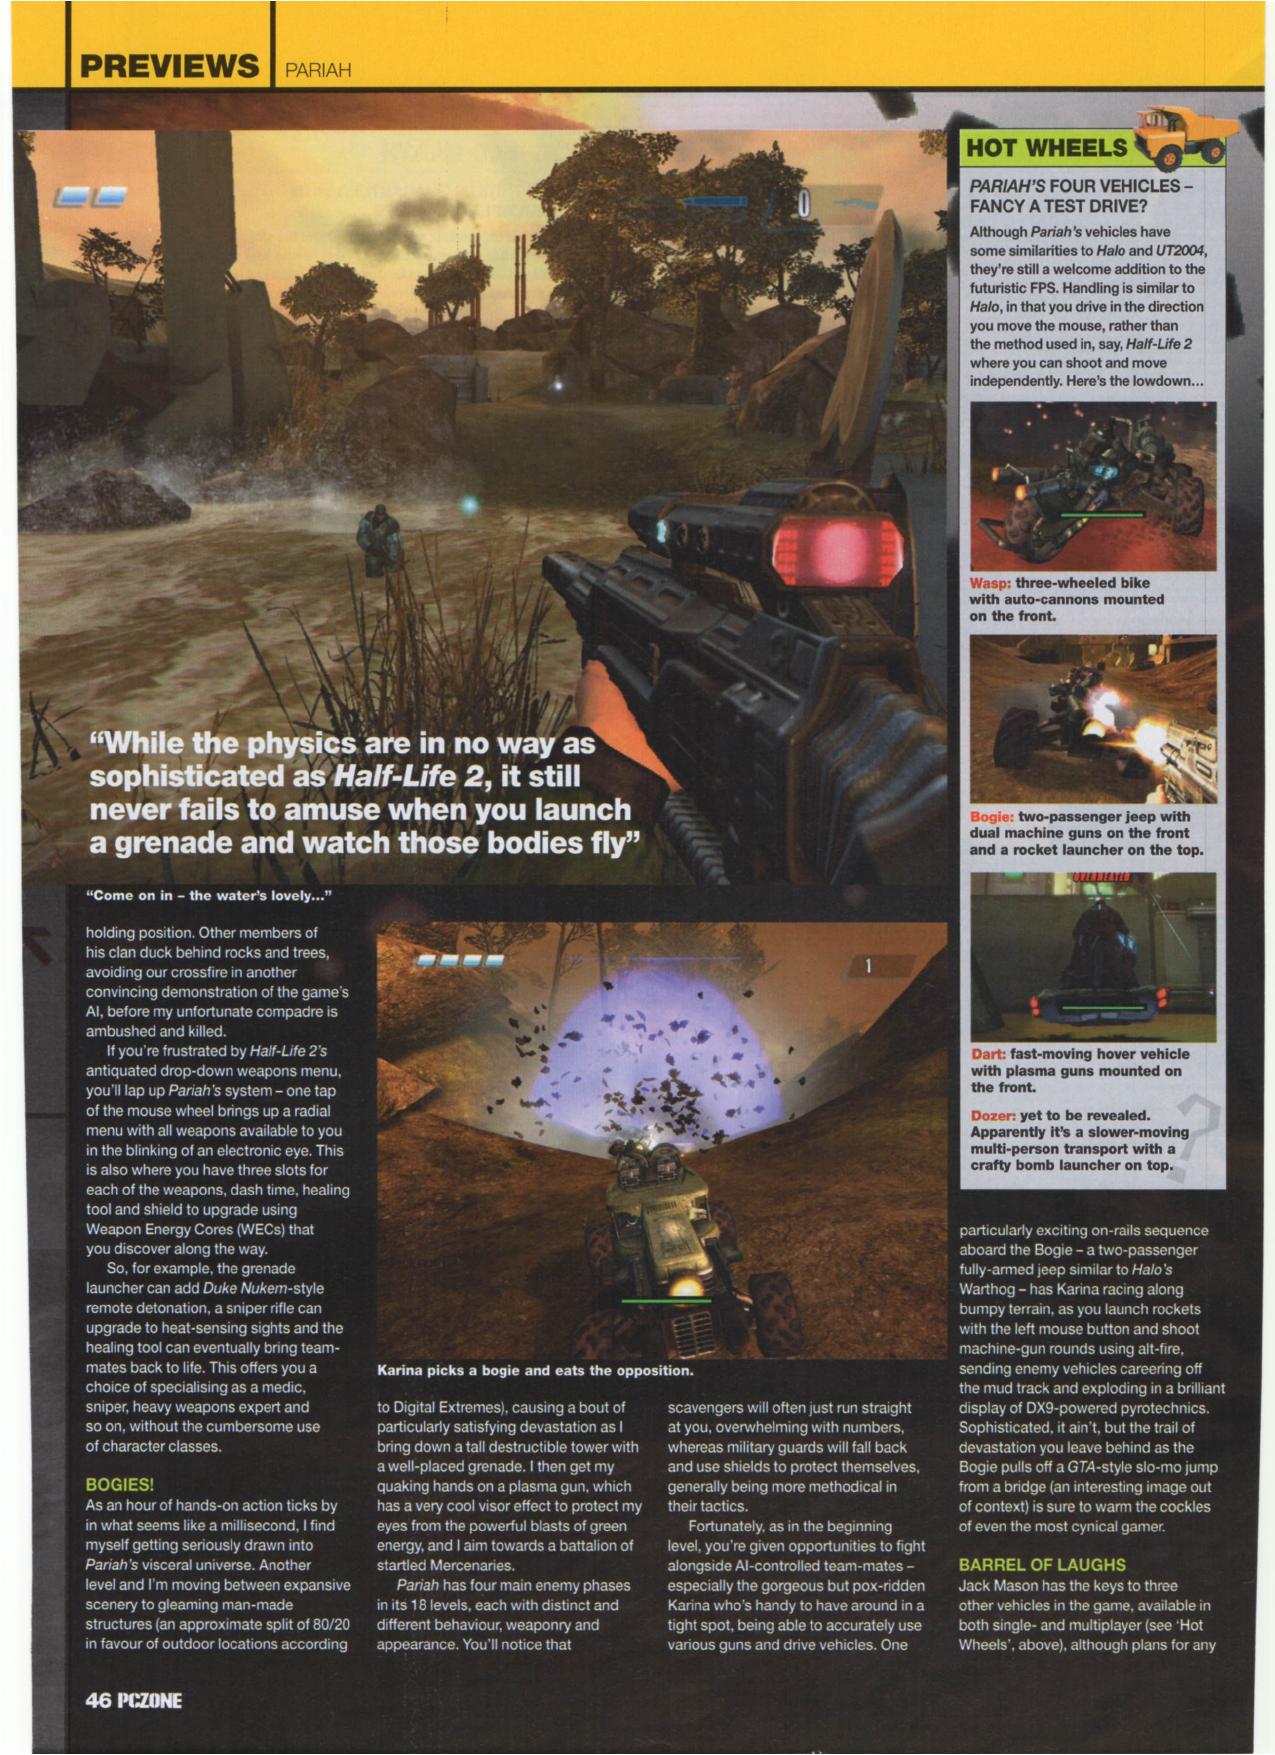 PREVIEWS
PARIAH
0
"While the physics are in no way as
sophisticated as Half-Life 2, it still
never fails to amuse when you launch
a grenade and watch those bodies fly"
"Come on in – the water's lovely..."
holding position. Other members of
his clan duck behind rocks and trees,
avoiding our crossfire in another
convincing demonstration of the game's
AI, before my unfortunate compadre is
ambushed and killed.
If you're frustrated by Half-Life 2's
antiquated drop-down weapons menu,
you'll lap up Pariah's system – one tap
of the mouse wheel brings up a radial
menu with all weapons available to you
in the blinking of an electronic eye. This
is also where you have three slots for
each of the weapons, dash time, healing
tool and shield to upgrade using
Weapon Energy Cores (WECs) that
you discover along the way.
So, for example, the grenade
launcher can add Duke Nukem-style
remote detonation, a sniper rifle can
upgrade to heat-sensing sights and the
healing tool can eventually bring team-
mates back to life. This offers you a
choice of specialising as a medic,
sniper, heavy weapons expert and
so on, without the cumbersome use
of character classes.
BOGIES!
As an hour of hands-on action ticks by
in what seems like a millisecond, I find
myself getting seriously drawn into
Pariah's visceral universe. Another
level and I'm moving between expansive
scenery to gleaming man-made
structures (an approximate split of 80/20
in favour of outdoor locations according
1
Karina picks a bogie and eats the opposition.
to Digital Extremes), causing a bout of
particularly satisfying devastation as I
bring down a tall destructible tower with
a well-placed grenade. I then get my
quaking hands on a plasma gun, which
has a very cool visor effect to protect my
eyes from the powerful blasts of green
energy, and I aim towards a battalion of
startled Mercenaries.
Pariah has four main enemy phases
in its 18 levels, each with distinct and
different behaviour, weaponry and
appearance. You'll notice that
scavengers will often just run straight
at you, overwhelming with numbers,
whereas military guards will fall back
and use shields to protect themselves,
generally being more methodical in
their tactics.
Fortunately, as in the beginning
level, you're given opportunities to fight
alongside AI-controlled team-mates –
especially the gorgeous but pox-ridden
Karina who's handy to have around in a
tight spot, being able to accurately use
various guns and drive vehicles. One
particularly exciting on-rails sequence
aboard the Bogie – a two-passenger
fully-armed jeep similar to Halo's
Warthog – has Karina racing along
bumpy terrain, as you launch rockets
with the left mouse button and shoot
machine-gun rounds using alt-fire,
sending enemy vehicles careering off
the mud track and exploding in a brilliant
display of DX9-powered pyrotechnics.
Sophisticated, it ain't, but the trail of
devastation you leave behind as the
Bogie pulls off a GTA-style slo-mo jump
from a bridge (an interesting image out
of context) is sure to warm the cockles
of even the most cynical gamer.
BARREL OF LAUGHS
Jack Mason has the keys to three
other vehicles in the game, available in
both single- and multiplayer (see 'Hot
Wheels', above), although plans for any
HOT WHEELS
PARIAH'S FOUR VEHICLES –
FANCY A TEST DRIVE?
Although Pariah's vehicles have
some similarities to Halo and UT2004,
they're still a welcome addition to the
futuristic FPS. Handling is similar to
Halo, in that you drive in the direction
you move the mouse, rather than
the method used in, say, Half-Life 2
where you can shoot and move
independently. Here's the lowdown...
Wasp: three-wheeled bike
with auto-cannons mounted
on the front.
Bogie: two-passenger jeep with
dual machine guns on the front
and a rocket launcher on the top.
OVERHEATED
Dart: fast-moving hover vehicle
with plasma guns mounted on
the front.
Dozer: yet to be revealed.
Apparently it's a slower-moving
multi-person transport with a
crafty bomb launcher on top.
?
46 PCZONE